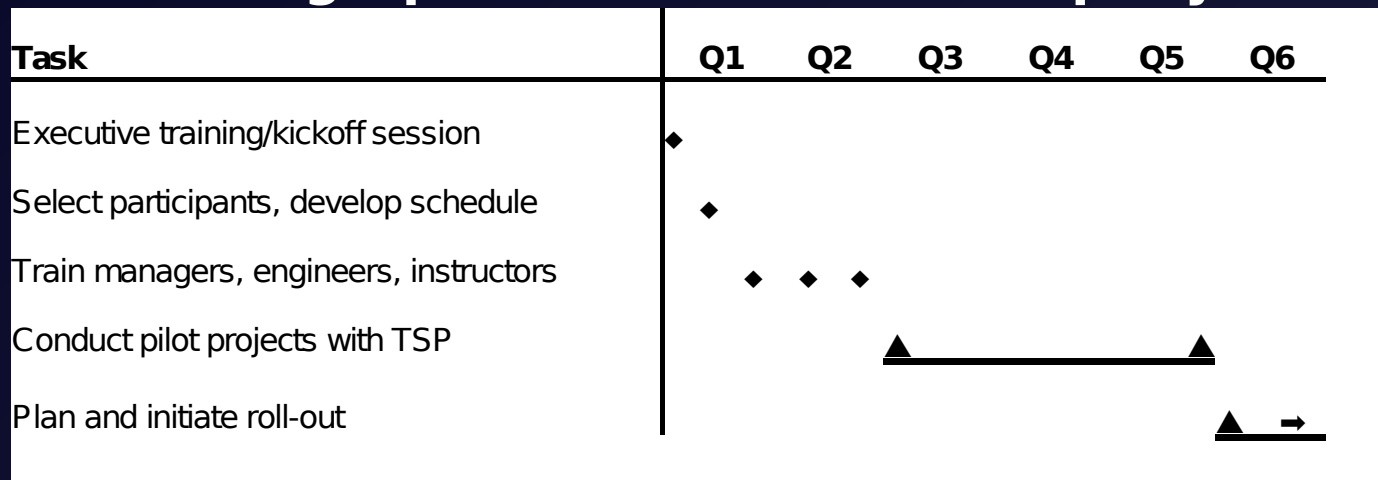 Task Q1 Q2 Q3 Q4 Q5 Q6
Executive training/kickoff session
Select participants, develop schedule
Train managers, engineers, instructors
Conduct pilot projects with TSP
Plan and initiate roll-out